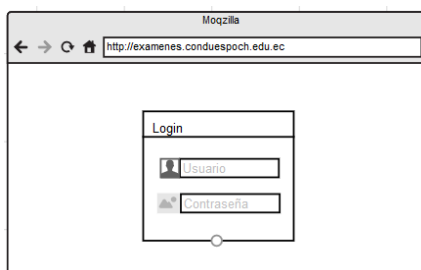 Moqzilla
http://examenes.conduespoch.edu.ec
Login
Usuario
Contraseña